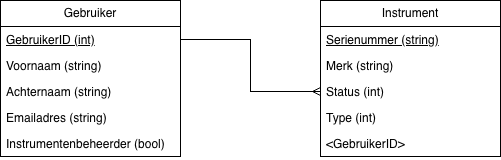 Gebruiker
GebruikerID (int)
Voornaam (string)
Achternaam (string)
Emailadres (string)
Instrumentenbeheerder (bool)
Instrument
Serienummer (string)
Merk (string)
Status (int)
Type (int)
<GebruikerID>